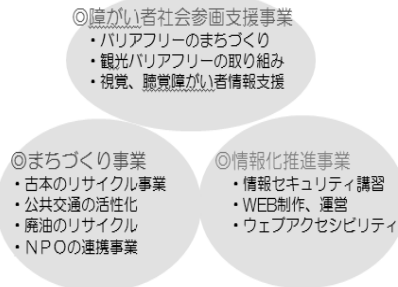 ◎障がい者社会参画支援事業
・バリアフリーのまちづくり
・観光バリアフリーの取り組み
・視覚、聴覚障がい者情報支援
◎まちづくり事業
・古本のリサイクル事業
・公共交通の活性化
・廃油のリサイクル
・NPOの連携事業
◎情報化推進事業
・情報セキュリティ講習
・WEB制作、運営
・ウェブアクセシビリティ